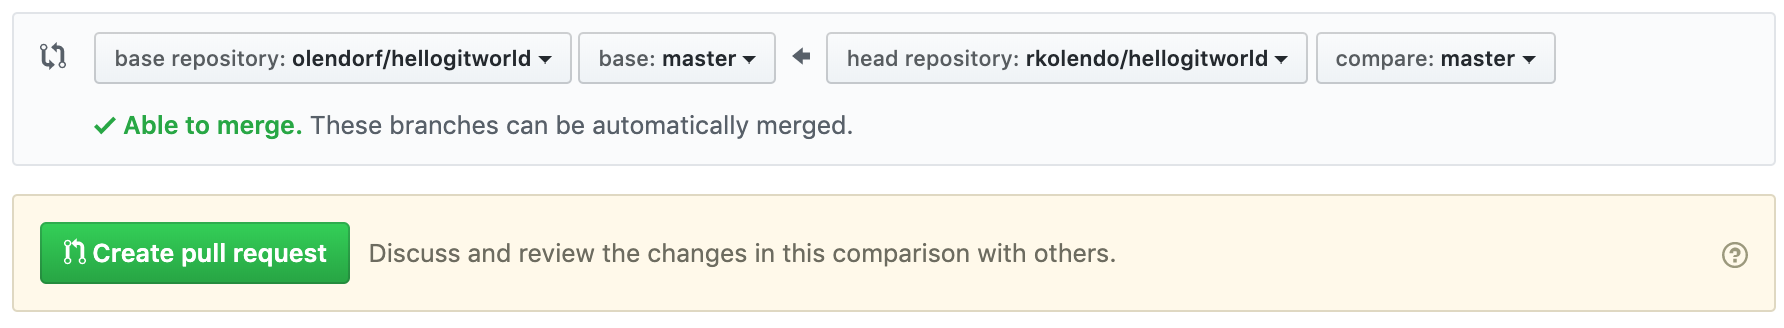 base repository: olendorf/hellogitworld base: master head repository: rkolendo/hellogitworld compare: master
Able to merge. These branches can be automatically merged.
Create pull request Discuss and review the changes in this comparison with others.